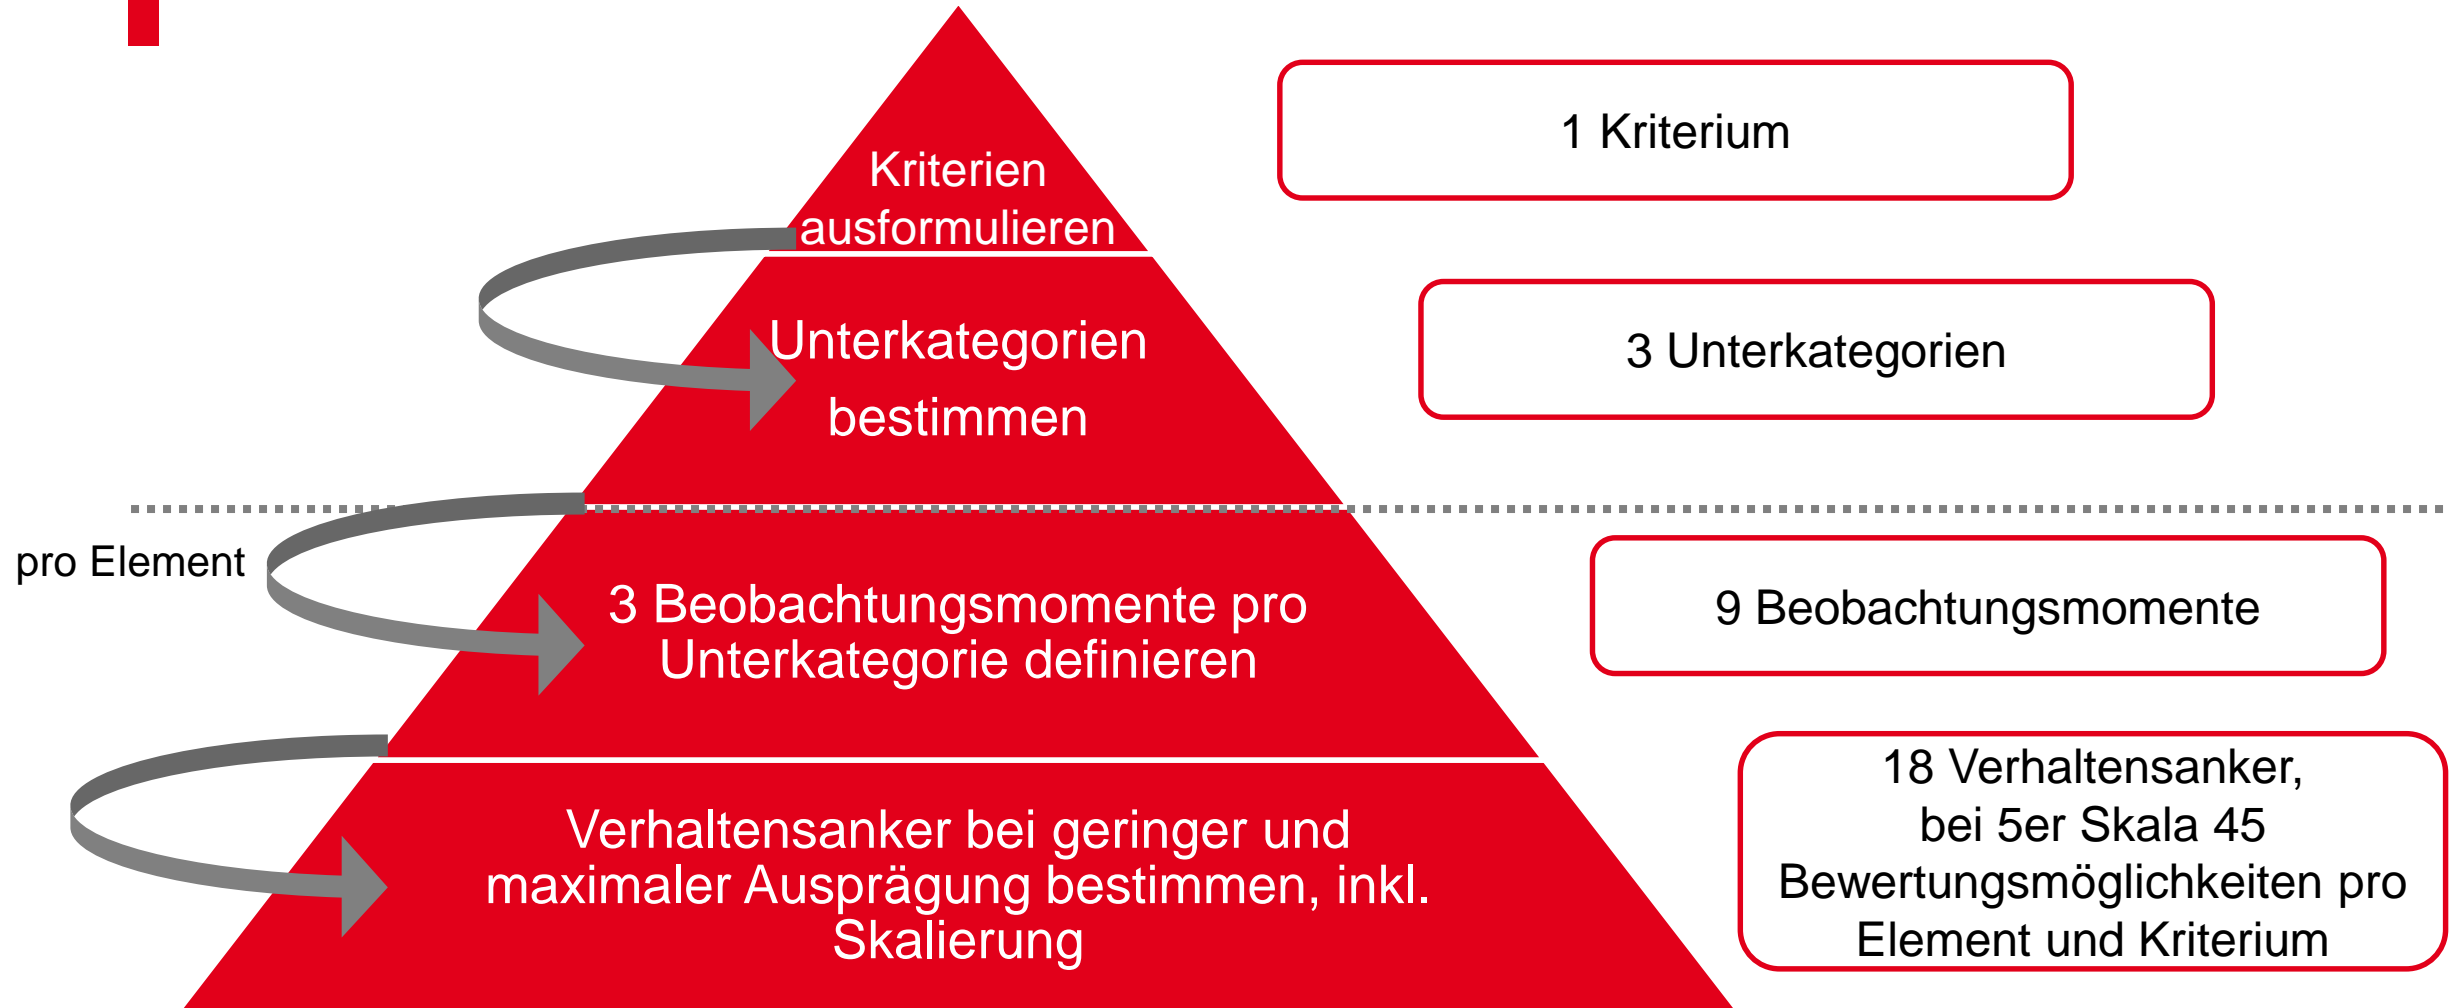 Kriterien
ausformulieren
1 Kriterium
Unterkategorien
bestimmen
3 Unterkategorien
pro Element
3 Beobachtungsmomente pro
Unterkategorie definieren
9 Beobachtungsmomente
Verhaltensanker bei geringer und
maximaler Ausprägung bestimmen, inkl.
Skalierung
18 Verhaltensanker,
bei 5er Skala 45
Bewertungsmöglichkeiten pro
Element und Kriterium